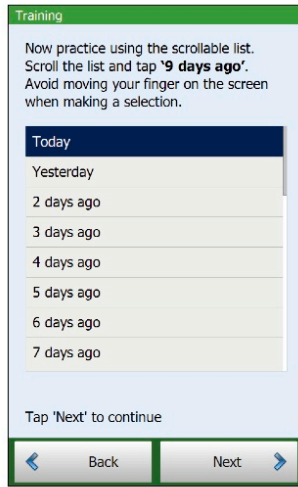 Training
Now practice using the scrollable list.
Scroll the list and tap ‘9 days ago’.
Avoid moving your finger on the screen
when making a selection.
Today
Yesterday
2 days ago
3 days ago
4 days ago
5 days ago
6 days ago
7 days ago
Tap 'Next' to continue
Back
Next